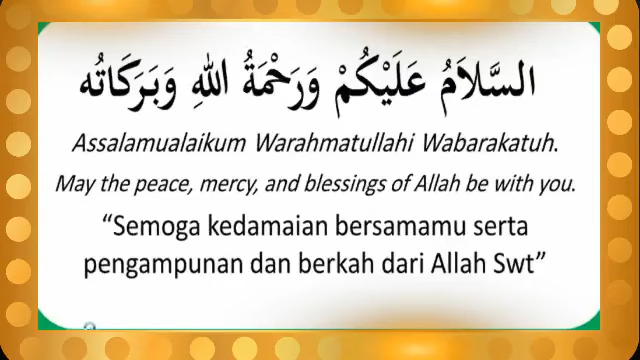 السَّلاَمُ عَلَيْكُمْ وَرَحْمَةُ اللهِ وَبَرَكَاتُه
Assalamualaikum Warahmatullahi Wabarakatuh.
May the peace, mercy, and blessings of Allah be with you.
“Semoga kedamaian bersamamu serta
pengampunan dan berkah dari Allah Swt”